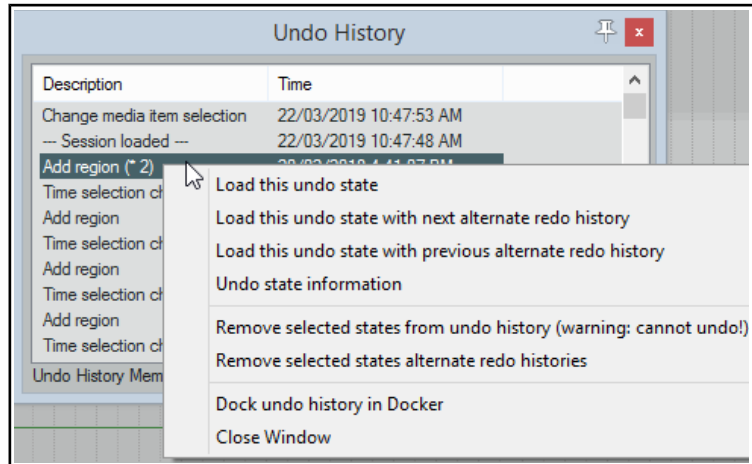 Undo History
Description Time
Change media item selection 22/03/2019 10:47:53 AM
--- Session loaded --- 22/03/2019 10:47:48 AM
Add region (* 2)
Time selection ch
Add region
Time selection ch
Add region
Time selection ch
Add region
Time selection ch
Undo History Mem
Load this undo state
Load this undo state with next alternate redo history
Load this undo state with previous alternate redo history
Undo state information
Remove selected states from undo history (warning: cannot undo!)
Remove selected states alternate redo histories
Dock undo history in Docker
Close Window